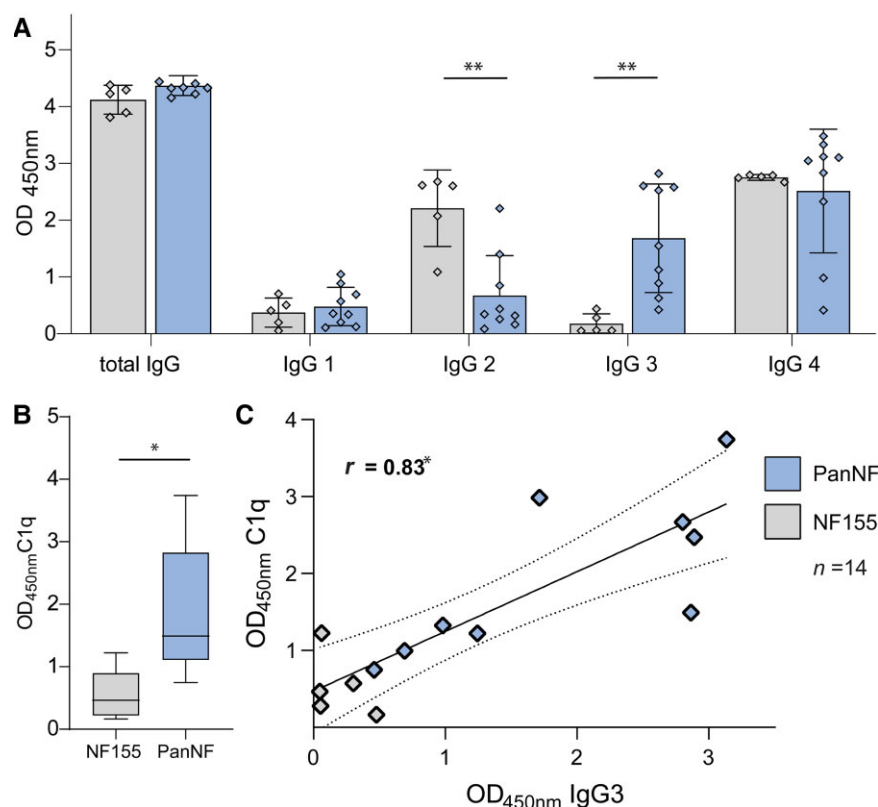 A
OD 450nm
5
4
3
2
1
0
**
**
total IgG
IgG 1
IgG 2
IgG 3
IgG 4
B
OD450nm C1q
5
4
3
2
1
0
*
NF155
PanNF
C
OD450nm C1q
4
3
2
1
r = 0.83*
0
1
2
3
OD450nm IgG3
PanNF
NF155
n =14